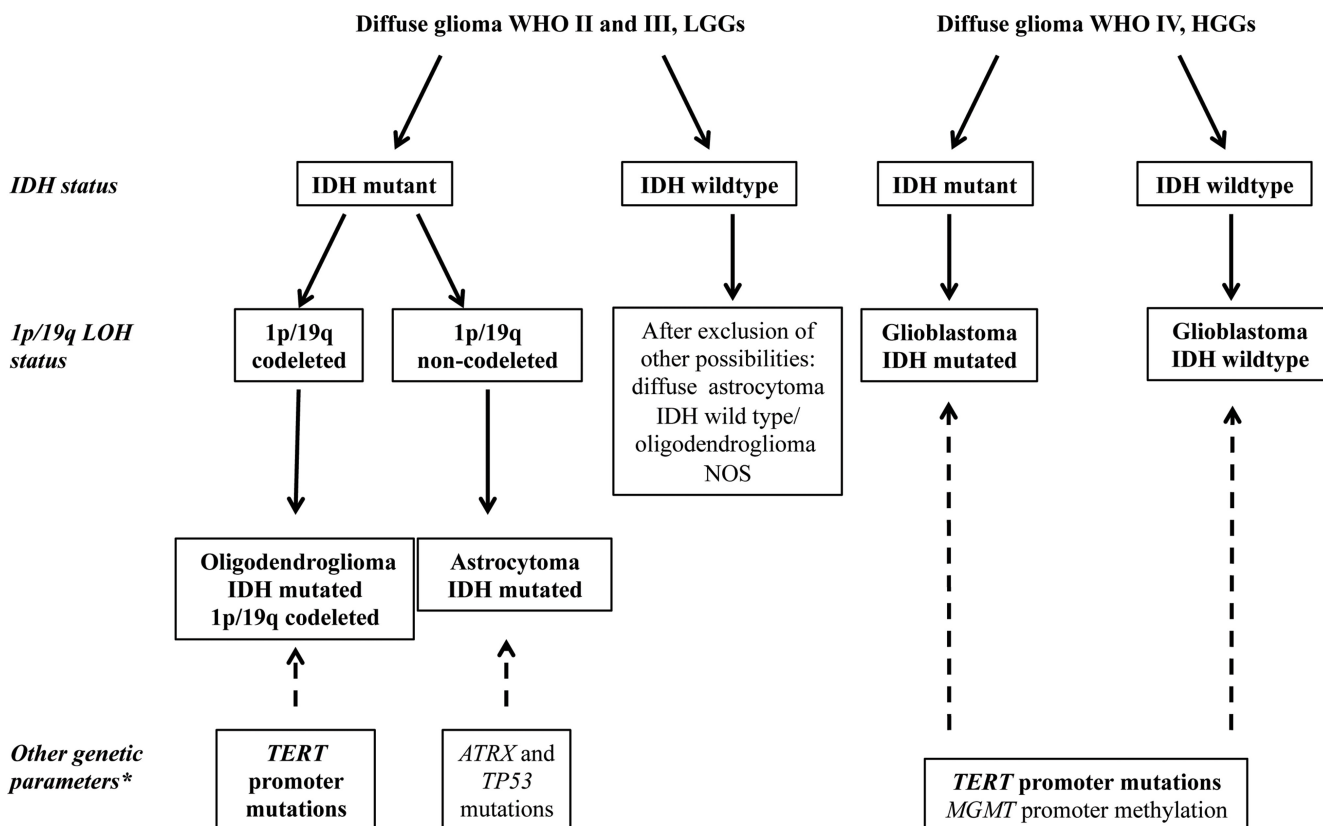 Diffuse glioma WHO II and III, LGGs
Diffuse glioma WHO IV, HGGs
IDH status
IDH mutant
IDH wildtype
IDH mutant
IDH wildtype
1p/19q LOH
status
1p/19q
codeleted
1p/19q
non-codeleted
After exclusion of
other possibilities:
diffuse astrocytoma
IDH wild type/
oligodendroglioma
NOS
Glioblastoma
IDH mutated
Glioblastoma
IDH wildtype
Oligodendroglioma
IDH mutated
1p/19q codeleted
Astrocytoma
IDH mutated
Other genetic
parameters*
TERT
promoter
mutations
ATRX and
TP53
mutations
TERT promoter mutations
MGMT promoter methylation